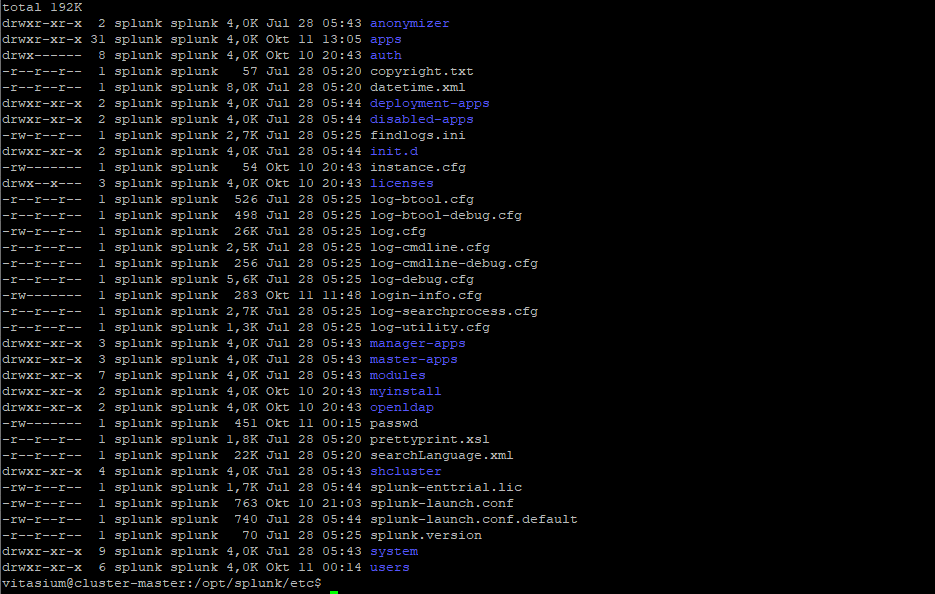 total 192K
drwxr-xr-x  2 splunk splunk 4,0K Jul 28 05:43 anonymizer
drwxr-xr-x 31 splunk splunk 4,0K Okt 11 13:05 apps
drwx------  8 splunk splunk 4,0K Okt 10 20:43 auth
-r--r--r--  1 splunk splunk   57 Jul 28 05:20 copyright.txt
-r--r--r--  1 splunk splunk 8,0K Jul 28 05:20 datetime.xml
drwxr-xr-x  2 splunk splunk 4,0K Jul 28 05:44 deployment-apps
drwxr-xr-x  2 splunk splunk 4,0K Jul 28 05:44 disabled-apps
-rw-r--r--  1 splunk splunk 2,7K Jul 28 05:25 findlogs.ini
drwxr-xr-x  2 splunk splunk 4,0K Jul 28 05:44 init.d
-rw-------  1 splunk splunk   54 Okt 10 20:43 instance.cfg
drwx--x---  3 splunk splunk 4,0K Okt 10 20:43 licenses
-r--r--r--  1 splunk splunk  526 Jul 28 05:25 log-btool.cfg
-r--r--r--  1 splunk splunk  498 Jul 28 05:25 log-btool-debug.cfg
-rw-r--r--  1 splunk splunk  26K Jul 28 05:25 log.cfg
-r--r--r--  1 splunk splunk 2,5K Jul 28 05:25 log-cmdline.cfg
-r--r--r--  1 splunk splunk  256 Jul 28 05:25 log-cmdline-debug.cfg
-r--r--r--  1 splunk splunk 5,6K Jul 28 05:25 log-debug.cfg
-rw-------  1 splunk splunk  283 Okt 11 11:48 login-info.cfg
-r--r--r--  1 splunk splunk 2,7K Jul 28 05:25 log-searchprocess.cfg
-r--r--r--  1 splunk splunk 1,3K Jul 28 05:25 log-utility.cfg
drwxr-xr-x  3 splunk splunk 4,0K Jul 28 05:43 manager-apps
drwxr-xr-x  3 splunk splunk 4,0K Jul 28 05:43 master-apps
drwxr-xr-x  7 splunk splunk 4,0K Jul 28 05:43 modules
drwxr-xr-x  2 splunk splunk 4,0K Okt 10 20:43 myinstall
drwxr-xr-x  2 splunk splunk 4,0K Okt 10 20:43 openldap
-rw-------  1 splunk splunk  451 Okt 11 00:15 passwd
-r--r--r--  1 splunk splunk 1,8K Jul 28 05:20 prettyprint.xsl
-r--r--r--  1 splunk splunk  22K Jul 28 05:20 searchLanguage.xml
drwxr-xr-x  4 splunk splunk 4,0K Jul 28 05:43 shcluster
-rw-r--r--  1 splunk splunk 1,7K Jul 28 05:44 splunk-enttrial.lic
-rw-r--r--  1 splunk splunk  763 Okt 10 21:03 splunk-launch.conf
-rw-r--r--  1 splunk splunk  740 Jul 28 05:44 splunk-launch.conf.default
-r--r--r--  1 splunk splunk   70 Jul 28 05:25 splunk.version
drwxr-xr-x  9 splunk splunk 4,0K Jul 28 05:43 system
drwxr-xr-x  6 splunk splunk 4,0K Okt 11 00:14 users
vitasium@cluster-master:/opt/splunk/etc$